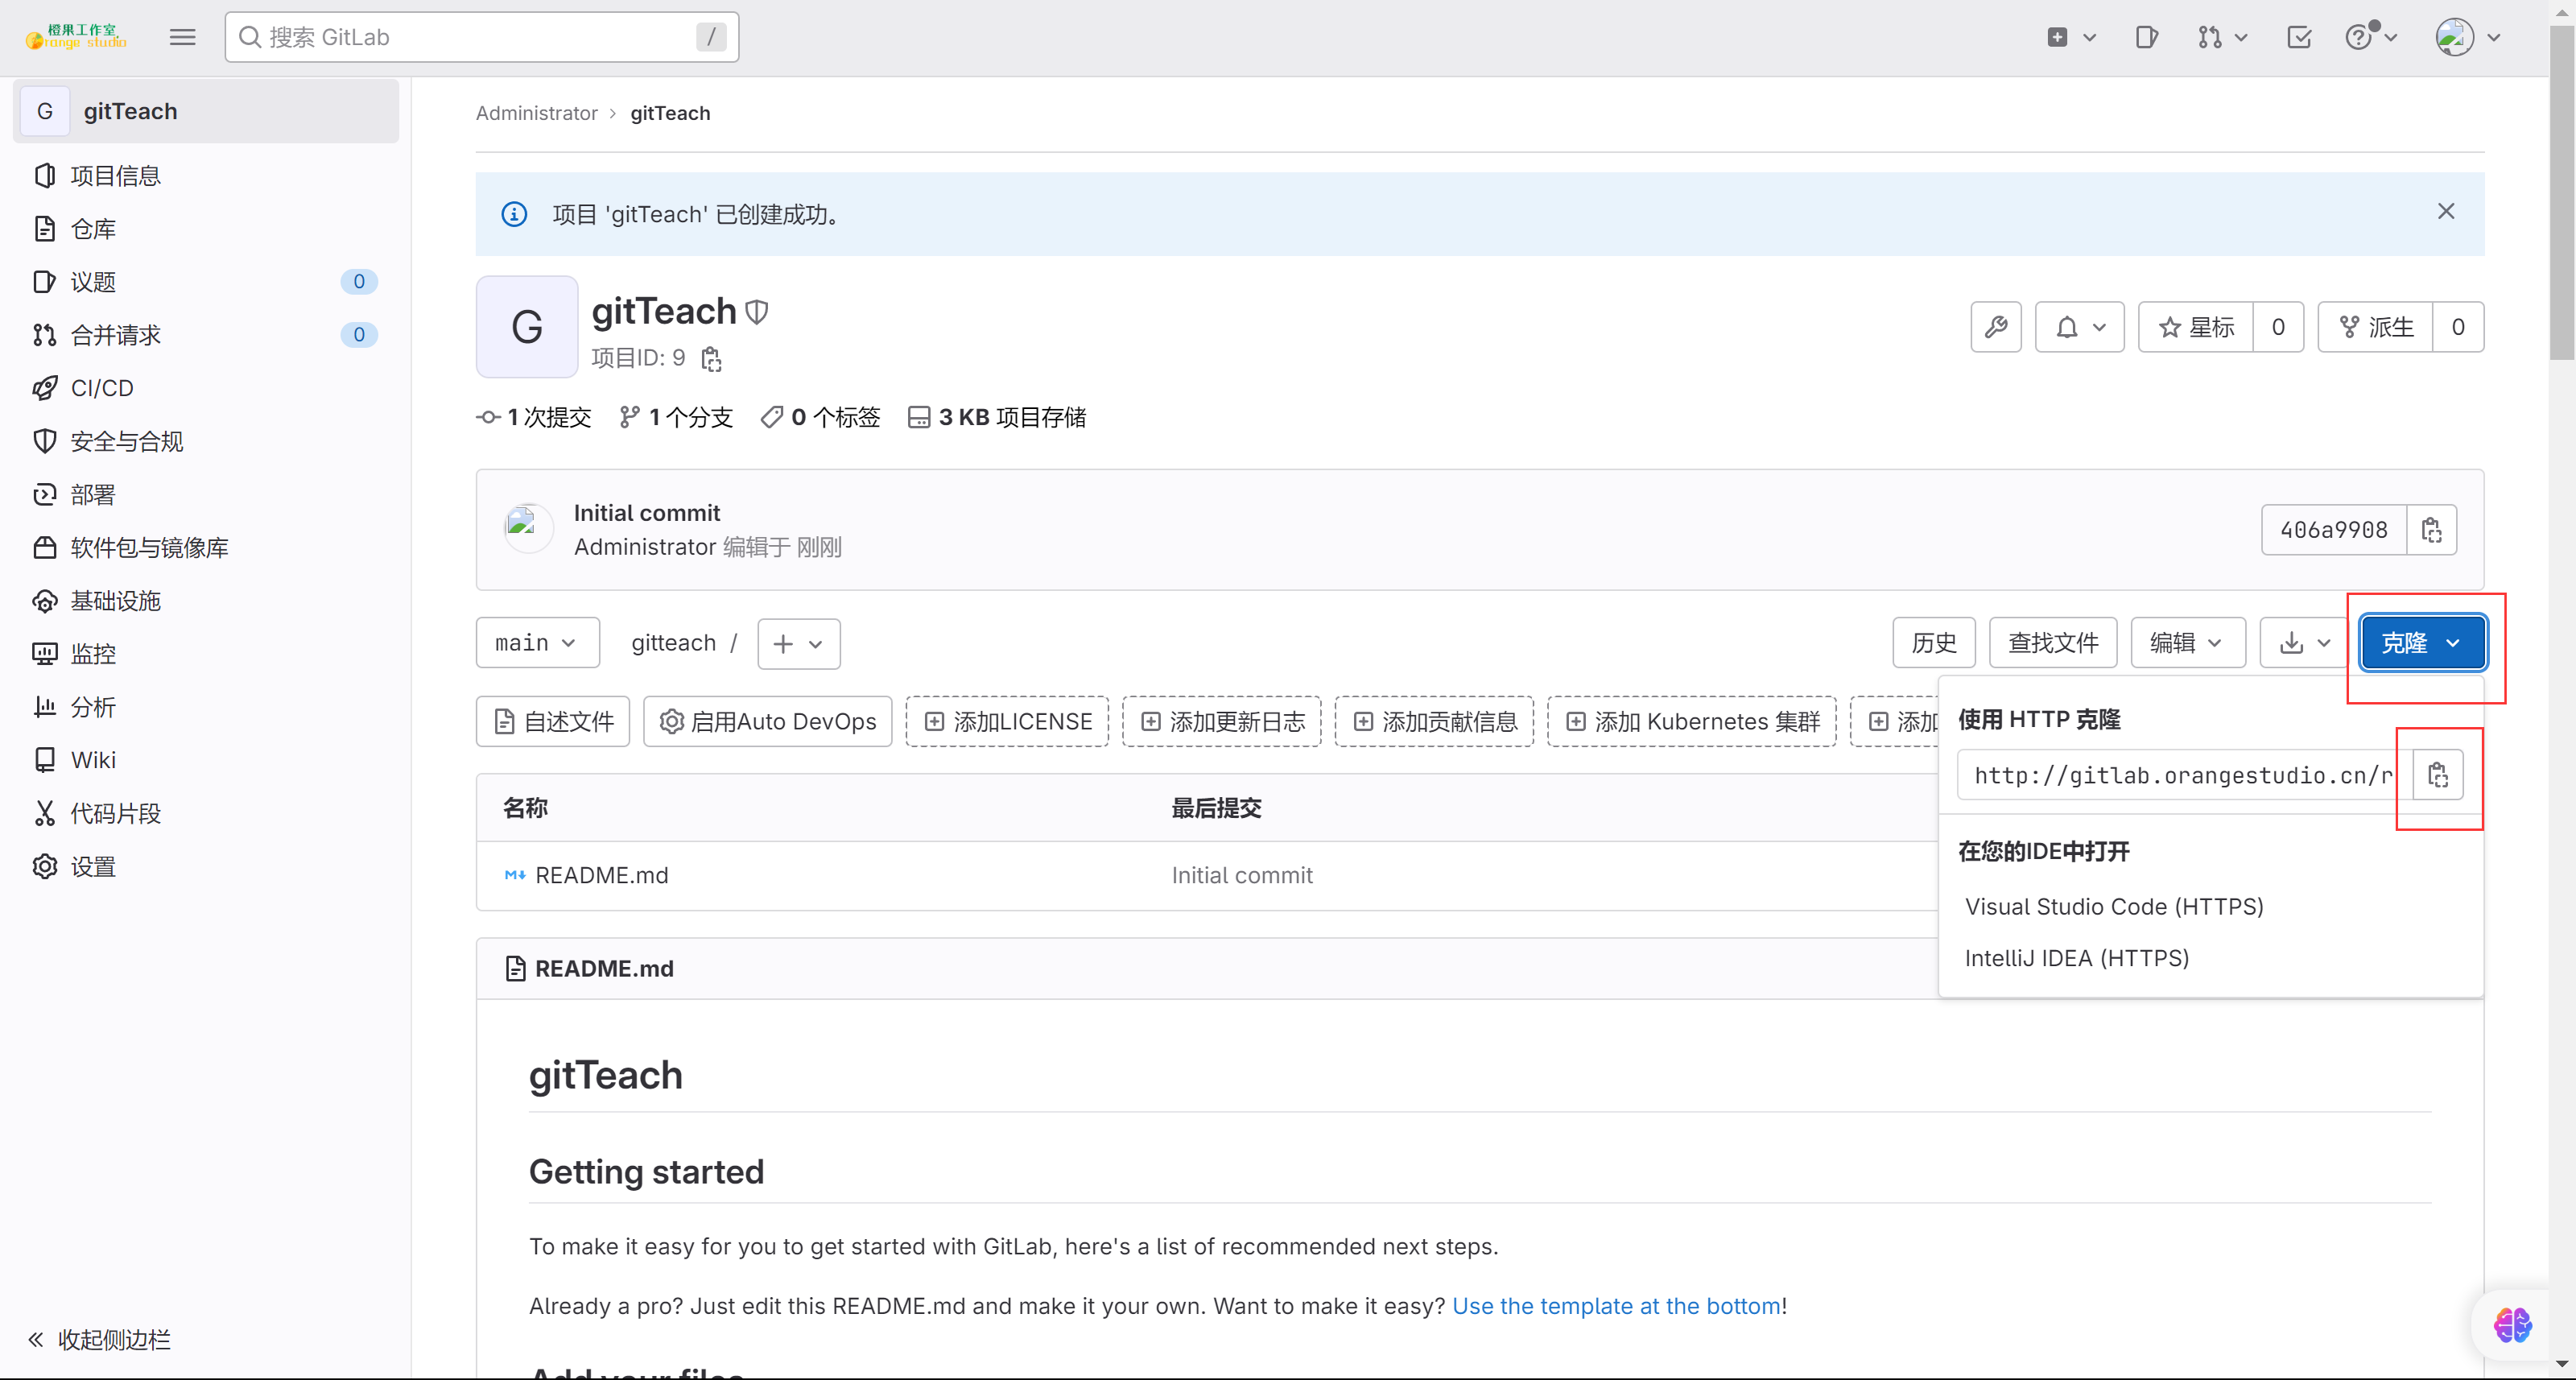 橙果工作室
range studio
搜索 GitLab
/
G
gitTeach
项目信息
仓库
议题
0
合并请求
0
CI/CD
安全与合规
部署
软件包与镜像库
基础设施
监控
分析
Wiki
代码片段
设置
收起侧边栏
Administrator › gitTeach
项目 'gitTeach' 已创建成功。
G
gitTeach
项目ID: 9
星标
0
派生
0
1 次提交
1 个分支
0 个标签
3 KB 项目存储
Initial commit
Administrator 编辑于 刚刚
406a9908
main
gitteach /
历史
查找文件
编辑
克隆
自述文件
启用Auto DevOps
添加LICENSE
添加更新日志
添加贡献信息
添加 Kubernetes 集群
添加
使用 HTTP 克隆
http://gitlab.orangestudio.cn/r
在您的IDE中打开
Visual Studio Code (HTTPS)
IntelliJ IDEA (HTTPS)
名称
最后提交
README.md
Initial commit
README.md
gitTeach
Getting started
To make it easy for you to get started with GitLab, here's a list of recommended next steps.
Already a pro? Just edit this README.md and make it your own. Want to make it easy? Use the template at the bottom!
Add your files